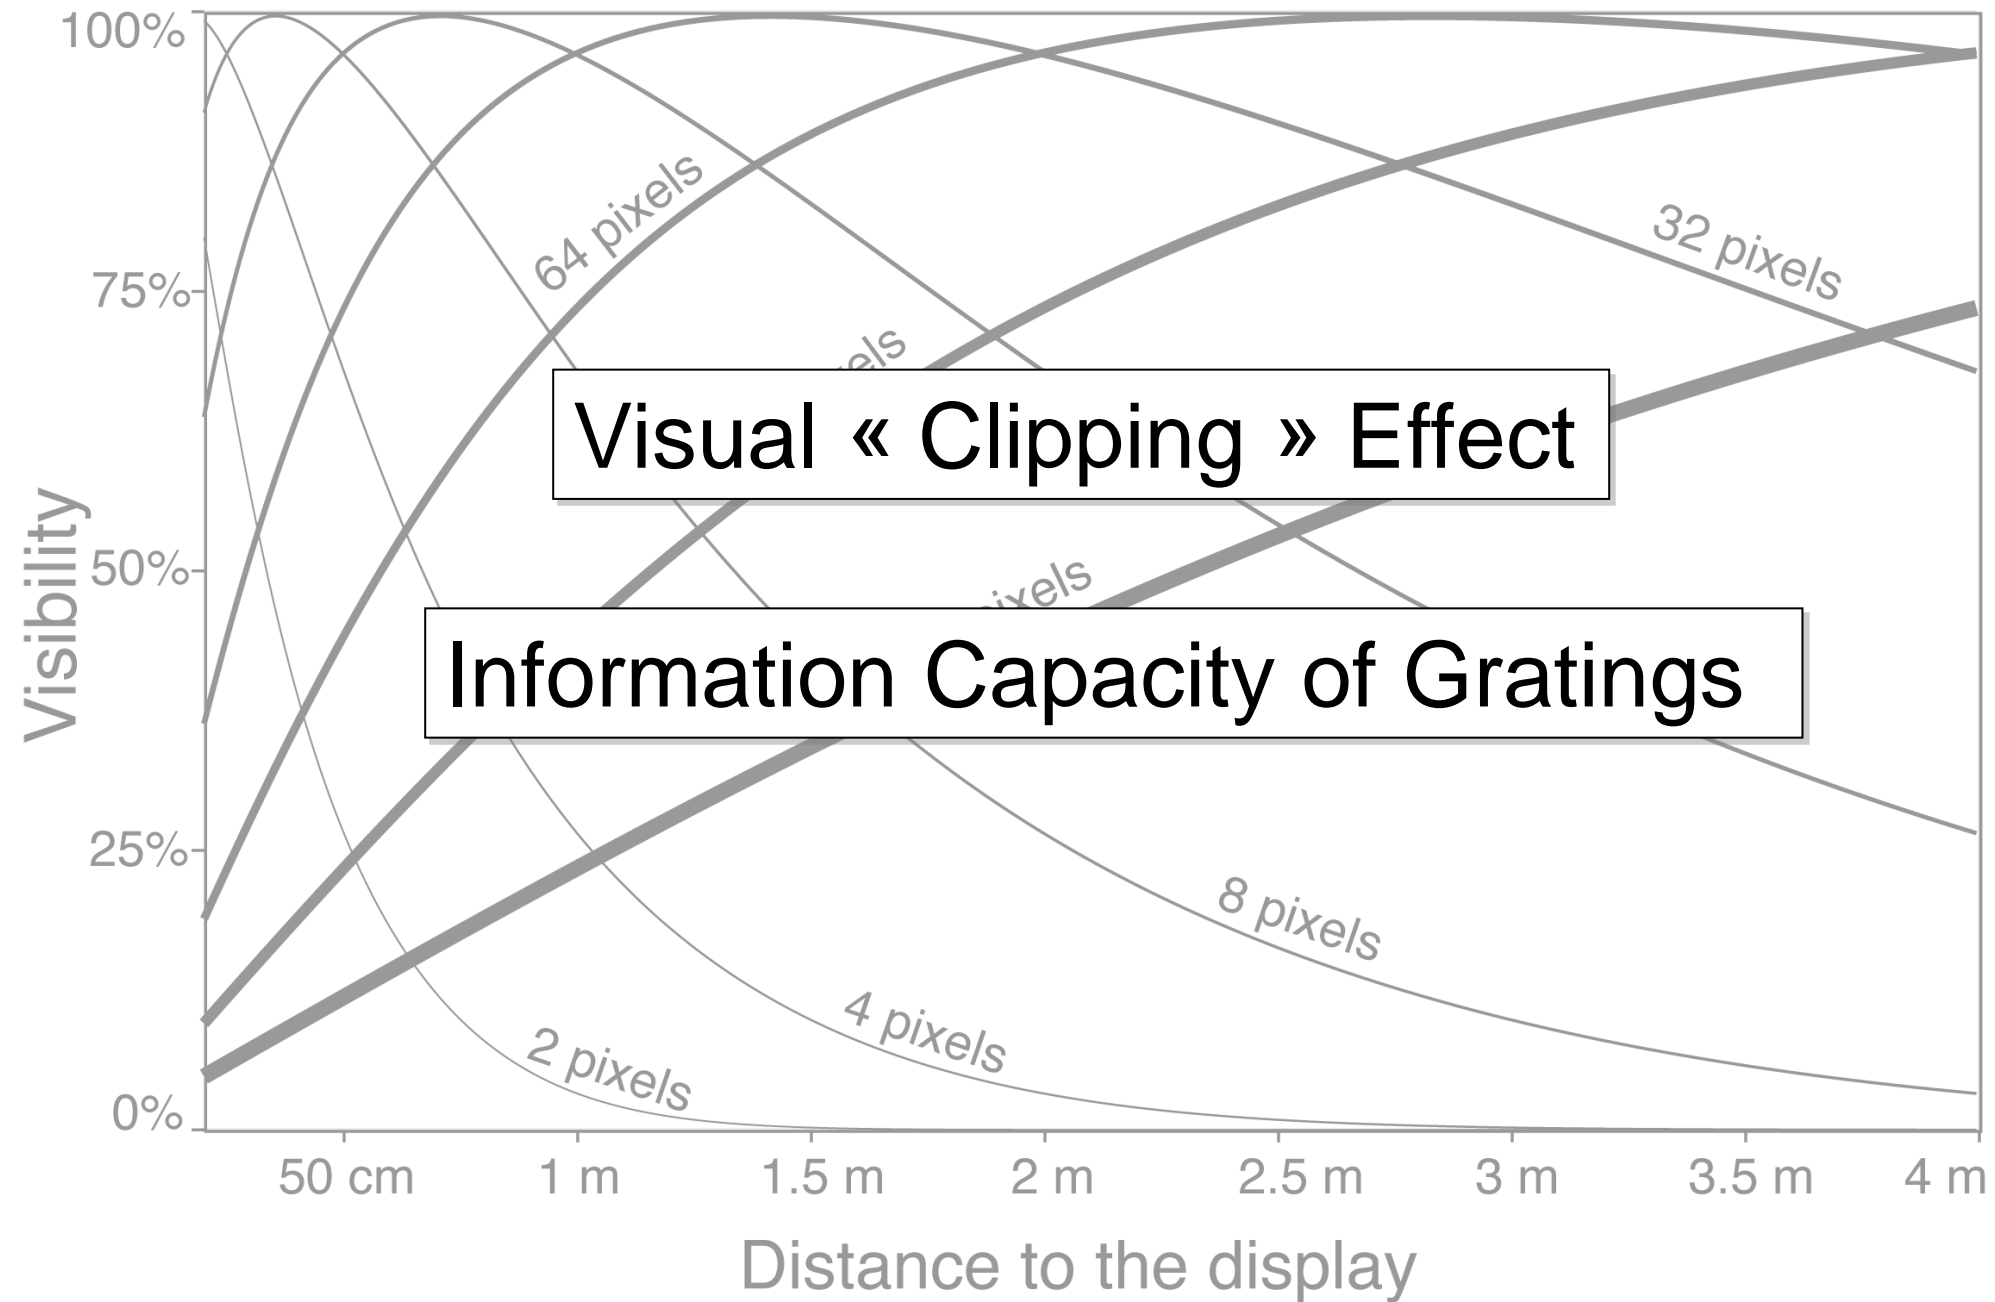 100%
64 pixels
32 pixels
75%
els
Visual « Clipping » Effect
Visibility
50%
ixels
Information Capacity of Gratings
25%
8 pixels
4 pixels
2 pixels
0%
50 cm 1 m 1.5 m 2 m 2.5 m 3 m 3.5 m 4 m
Distance to the display